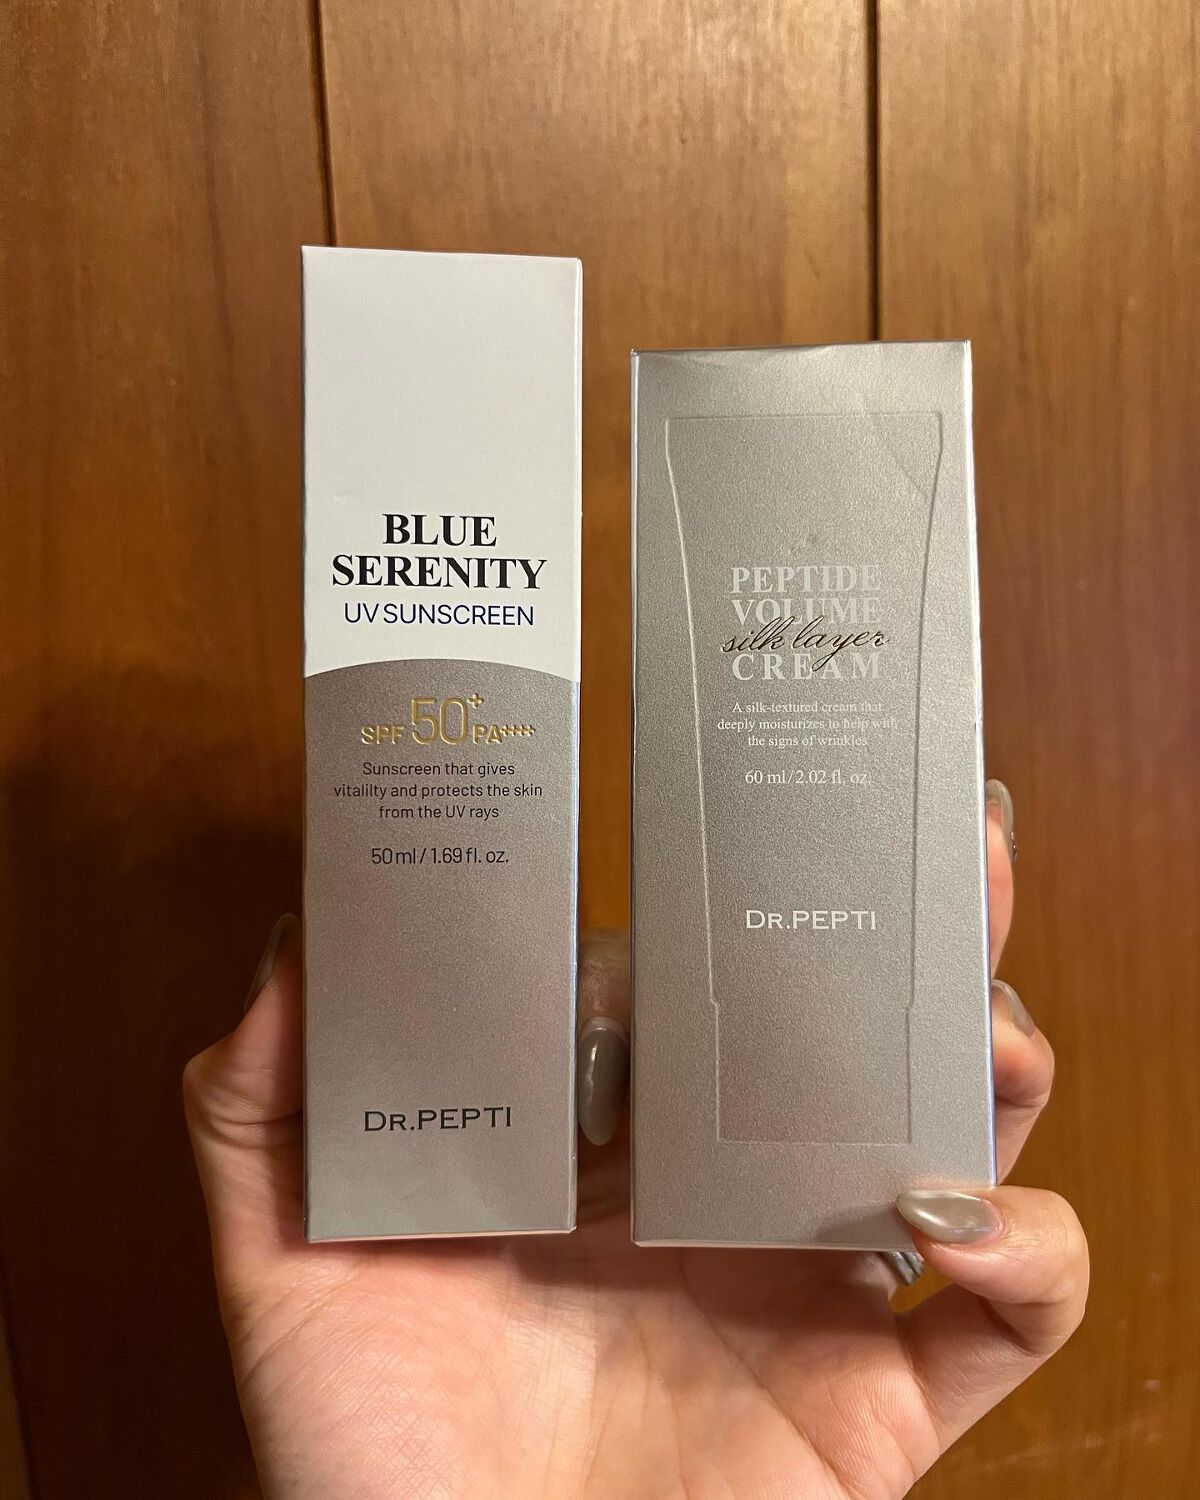 BLUE
SERENITY
UV SUNSCREEN
SPF 50+ PA++++
Sunscreen that gives
vitalilty and protects the skin
from the UV rays
50 ml / 1.69 fl. oz.
DR.PEPTI
PEPTIDE
VOLUME
silk layer
CREAM
A silk-textured cream that
deeply moisturizes to help with
the signs of wrinkles
60 ml/2.02 fl. oz.
DR.PEPTI